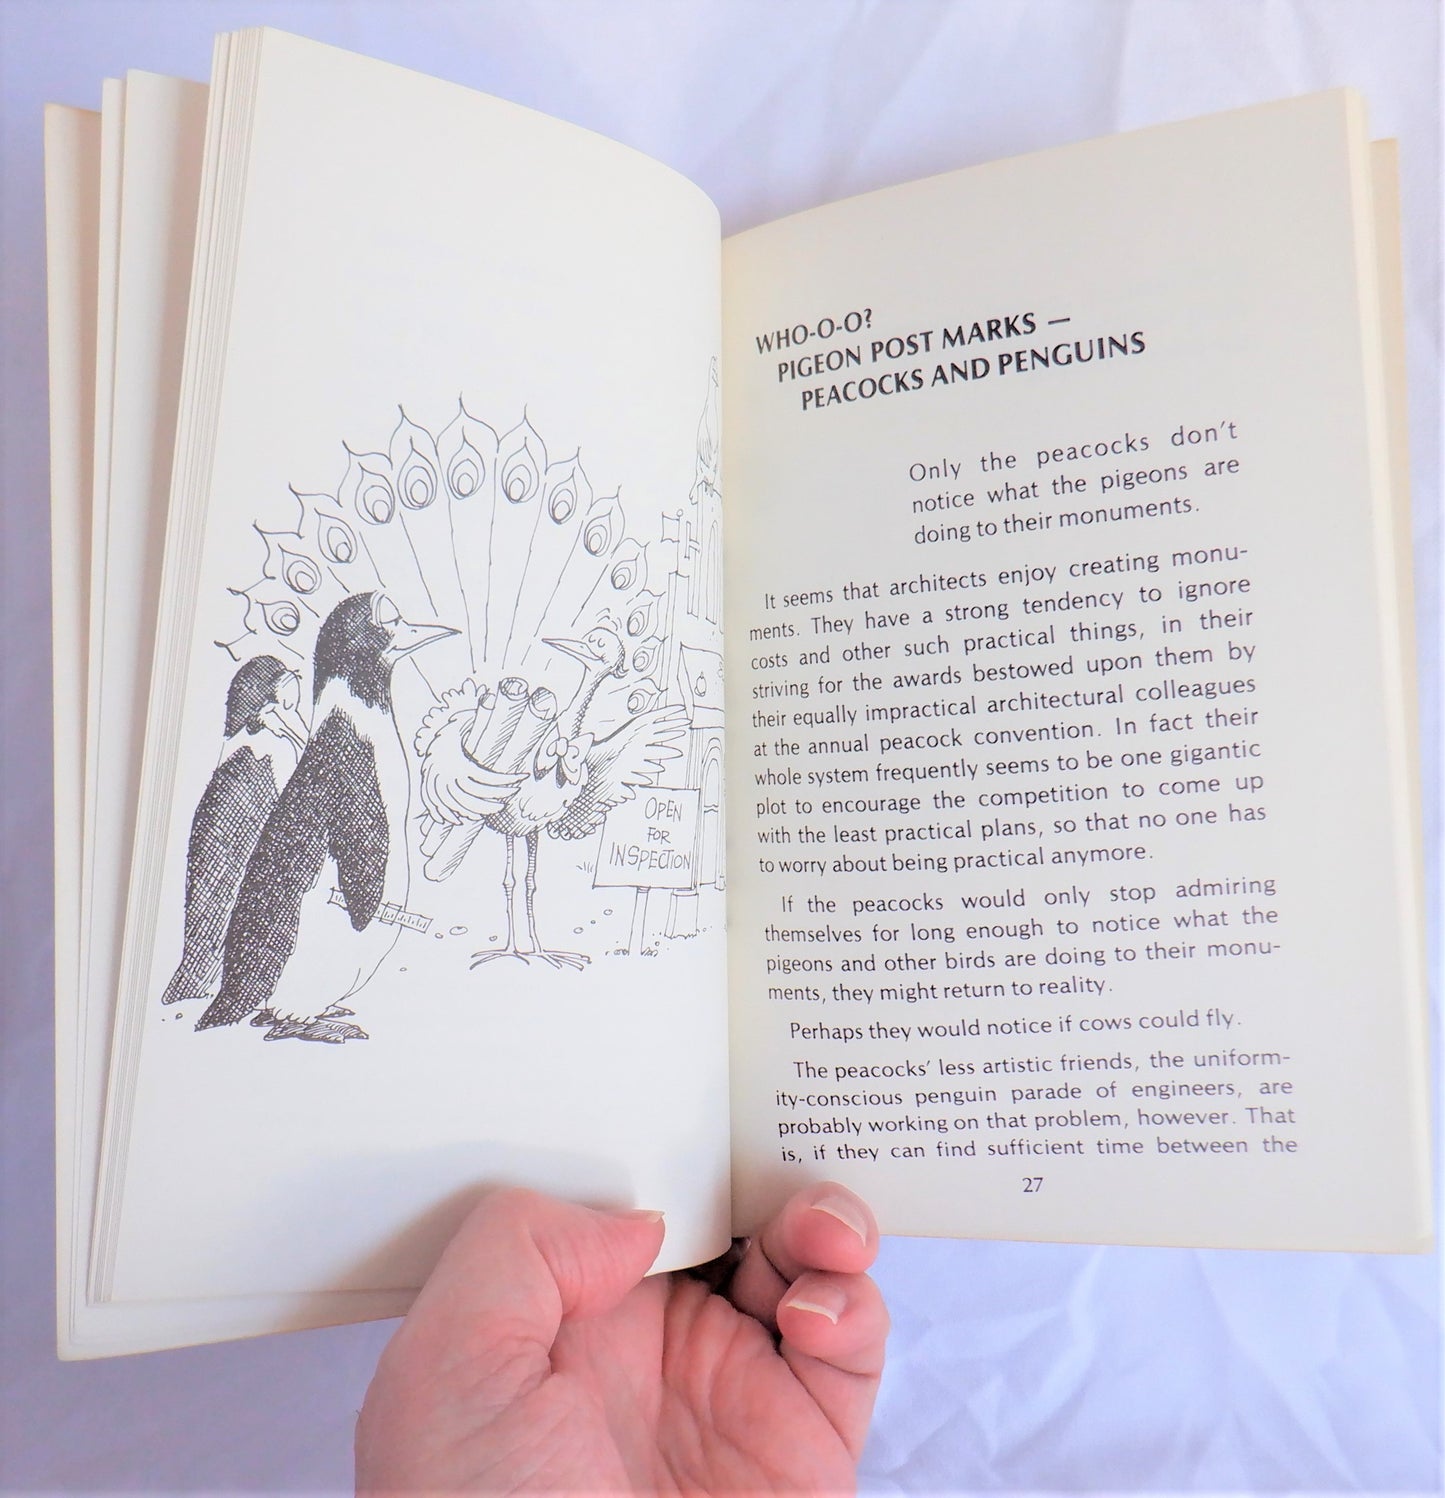 OPEN
FOR
INSPECTION
WHO-O-O?
PIGEON POST MARKS —
PEACOCKS AND PENGUINS
Only the peacocks don't
notice what the pigeons are
doing to their monuments.
It seems that architects enjoy creating monu-
ments. They have a strong tendency to ignore
costs and other such practical things, in their
striving for the awards bestowed upon them by
their equally impractical architectural colleagues
at the annual peacock convention. In fact their
whole system frequently seems to be one gigantic
plot to encourage the competition to come up
with the least practical plans, so that no one has
to worry about being practical anymore.
If the peacocks would only stop admiring
themselves for long enough to notice what the
pigeons and other birds are doing to their monu-
ments, they might return to reality.
Perhaps they would notice if cows could fly.
The peacocks' less artistic friends, the uniform-
ity-conscious penguin parade of engineers, are
probably working on that problem, however. That
is, if they can find sufficient time between the
27